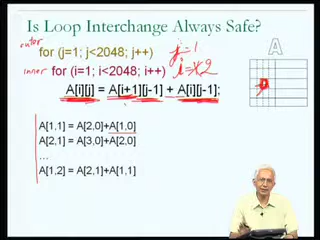 Is Loop Interchange Always Safe?
outer for (j=1; j<2048; j++) j=1
inner for (i=1; i<2048; i++) i=1,2
A[i][j] = A[i+1][j-1] + A[i][j-1];
A
A[1,1] = A[2,0]+A[1,0]
A[2,1] = A[3,0]+A[2,0]
...
A[1,2] = A[2,1]+A[1,1]